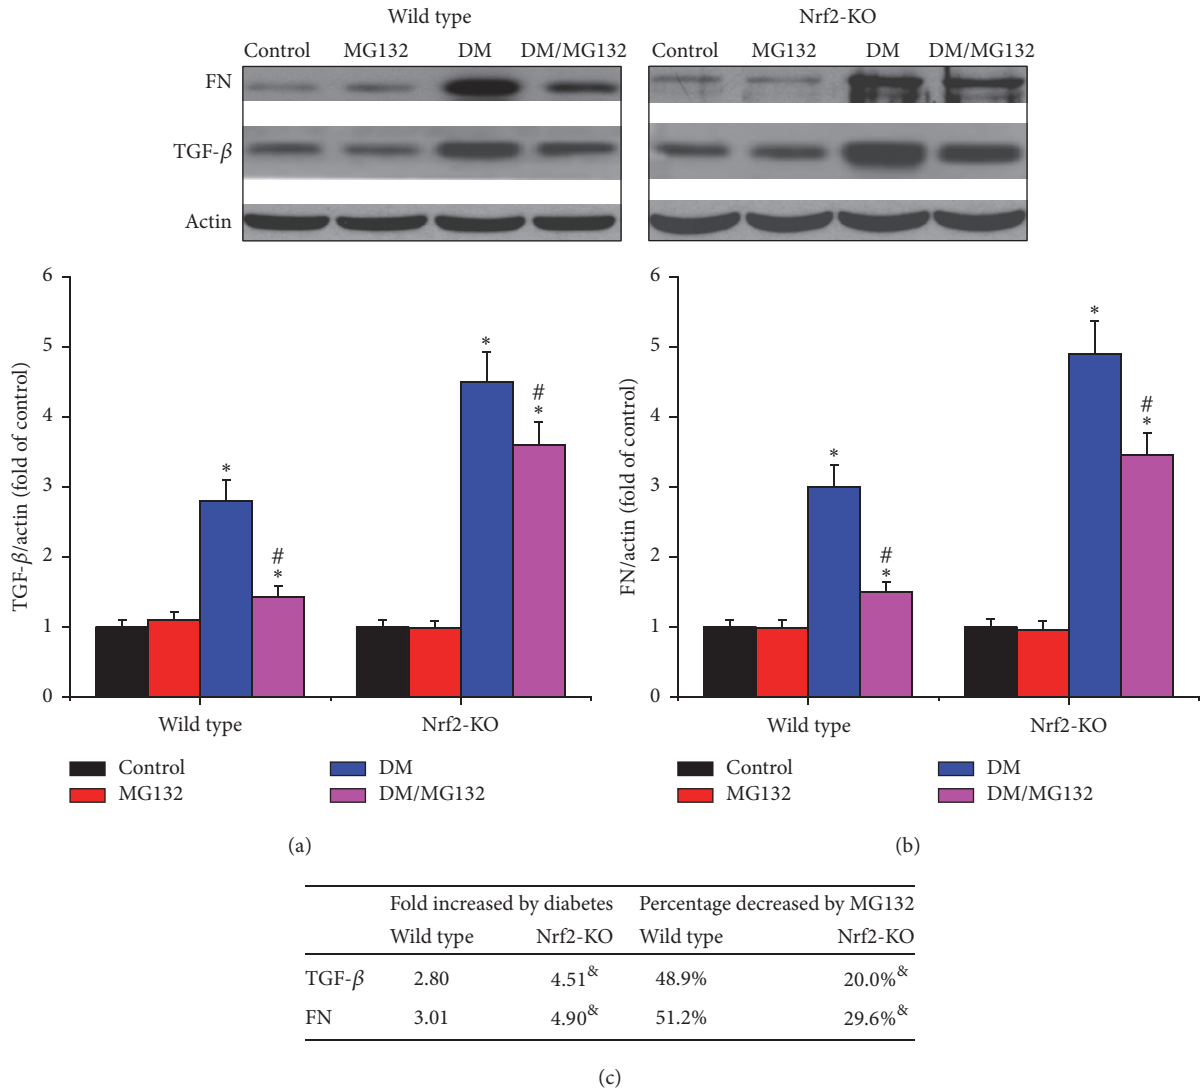 Wild type
Nrf2-KO
Control MG132 DM DM/MG132
Control MG132 DM DM/MG132
FN
TGF-β
Actin
TGF-β/actin (fold of control)
6
5
4
3
2
1
0
*
#
*
*
#
*
Wild type
Nrf2-KO
Control
DM
MG132
DM/MG132
(a)
FN/actin (fold of control)
6
5
4
3
2
1
0
*
#
*
*
#
*
Wild type
Nrf2-KO
Control
DM
MG132
DM/MG132
(b)
Fold increased by diabetes Percentage decreased by MG132
Wild type Nrf2-KO Wild type Nrf2-KO
TGF-β 2.80 4.51& 48.9% 20.0%&
FN 3.01 4.90& 51.2% 29.6%&
(c)